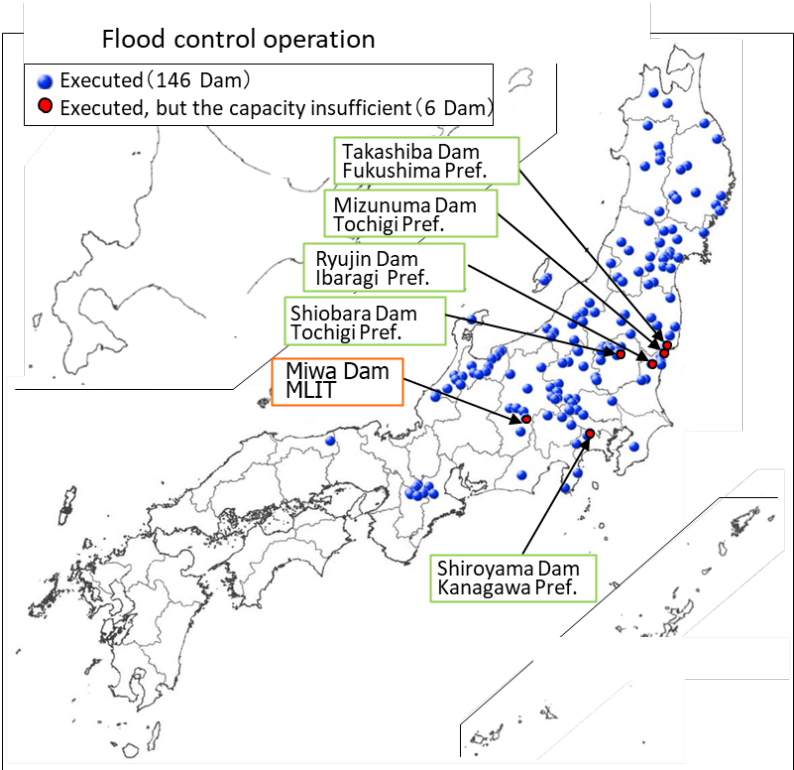 Flood control operation
Executed(146 Dam)
Executed, but the capacity insufficient(6 Dam)
Takashiba Dam
Fukushima Pref.
Mizunuma Dam
Tochigi Pref.
Ryujin Dam
Ibaragi Pref.
Shiobara Dam
Tochigi Pref.
Miwa Dam
MLIT
Shiroyama Dam
Kanagawa Pref.